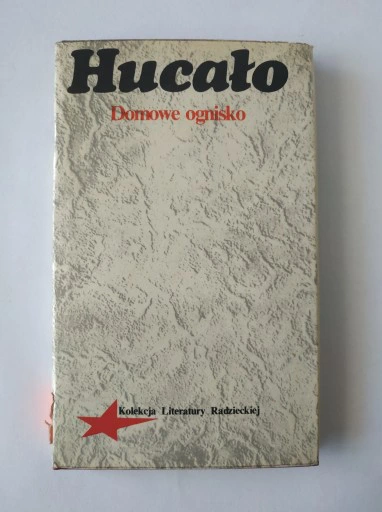 Hucało
Domowe ognisko
Kolekcja Literatury Radzieckiej